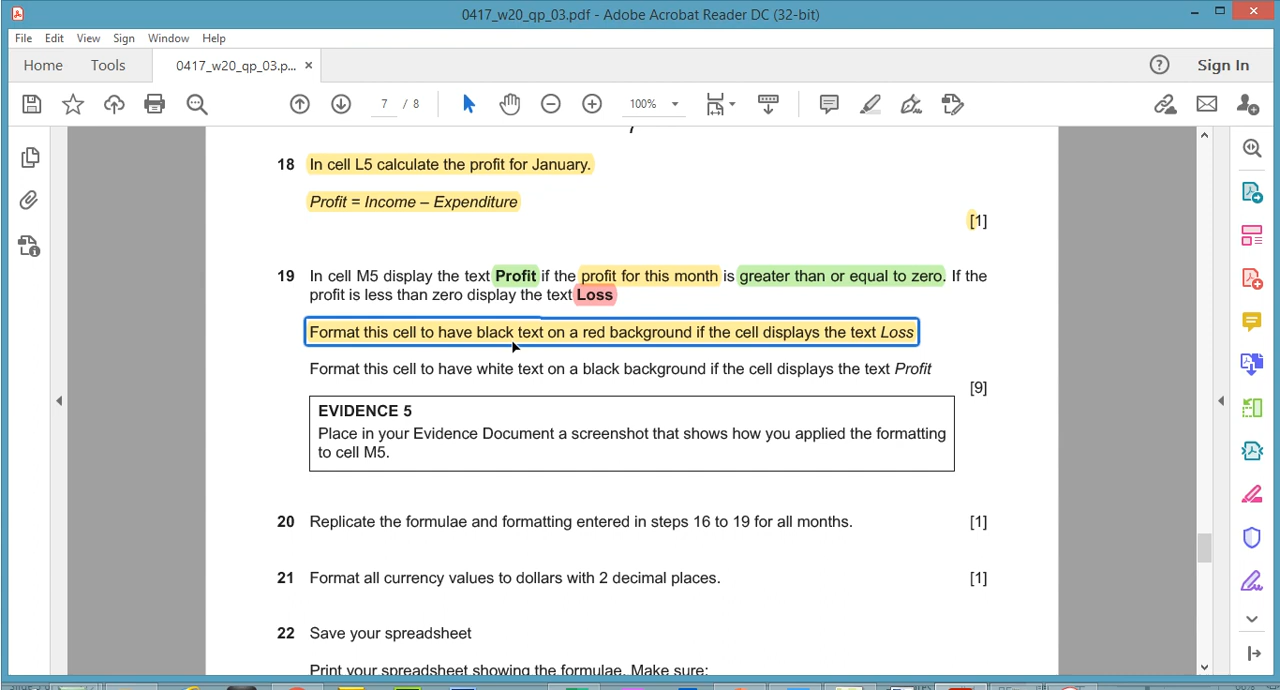 0417_w20_qp_03.pdf - Adobe Acrobat Reader DC (32-bit)
File Edit View Sign Window Help
Home Tools 0417_w20_qp_03.p... × Sign In
7 / 8 100%
18 In cell L5 calculate the profit for January.
Profit = Income – Expenditure
[1]
19 In cell M5 display the text Profit if the profit for this month is greater than or equal to zero. If the
profit is less than zero display the text Loss
Format this cell to have black text on a red background if the cell displays the text Loss
Format this cell to have white text on a black background if the cell displays the text Profit
[9]
EVIDENCE 5
Place in your Evidence Document a screenshot that shows how you applied the formatting
to cell M5.
20 Replicate the formulae and formatting entered in steps 16 to 19 for all months. [1]
21 Format all currency values to dollars with 2 decimal places. [1]
22 Save your spreadsheet
Print your spreadsheet showing the formulae. Make sure: